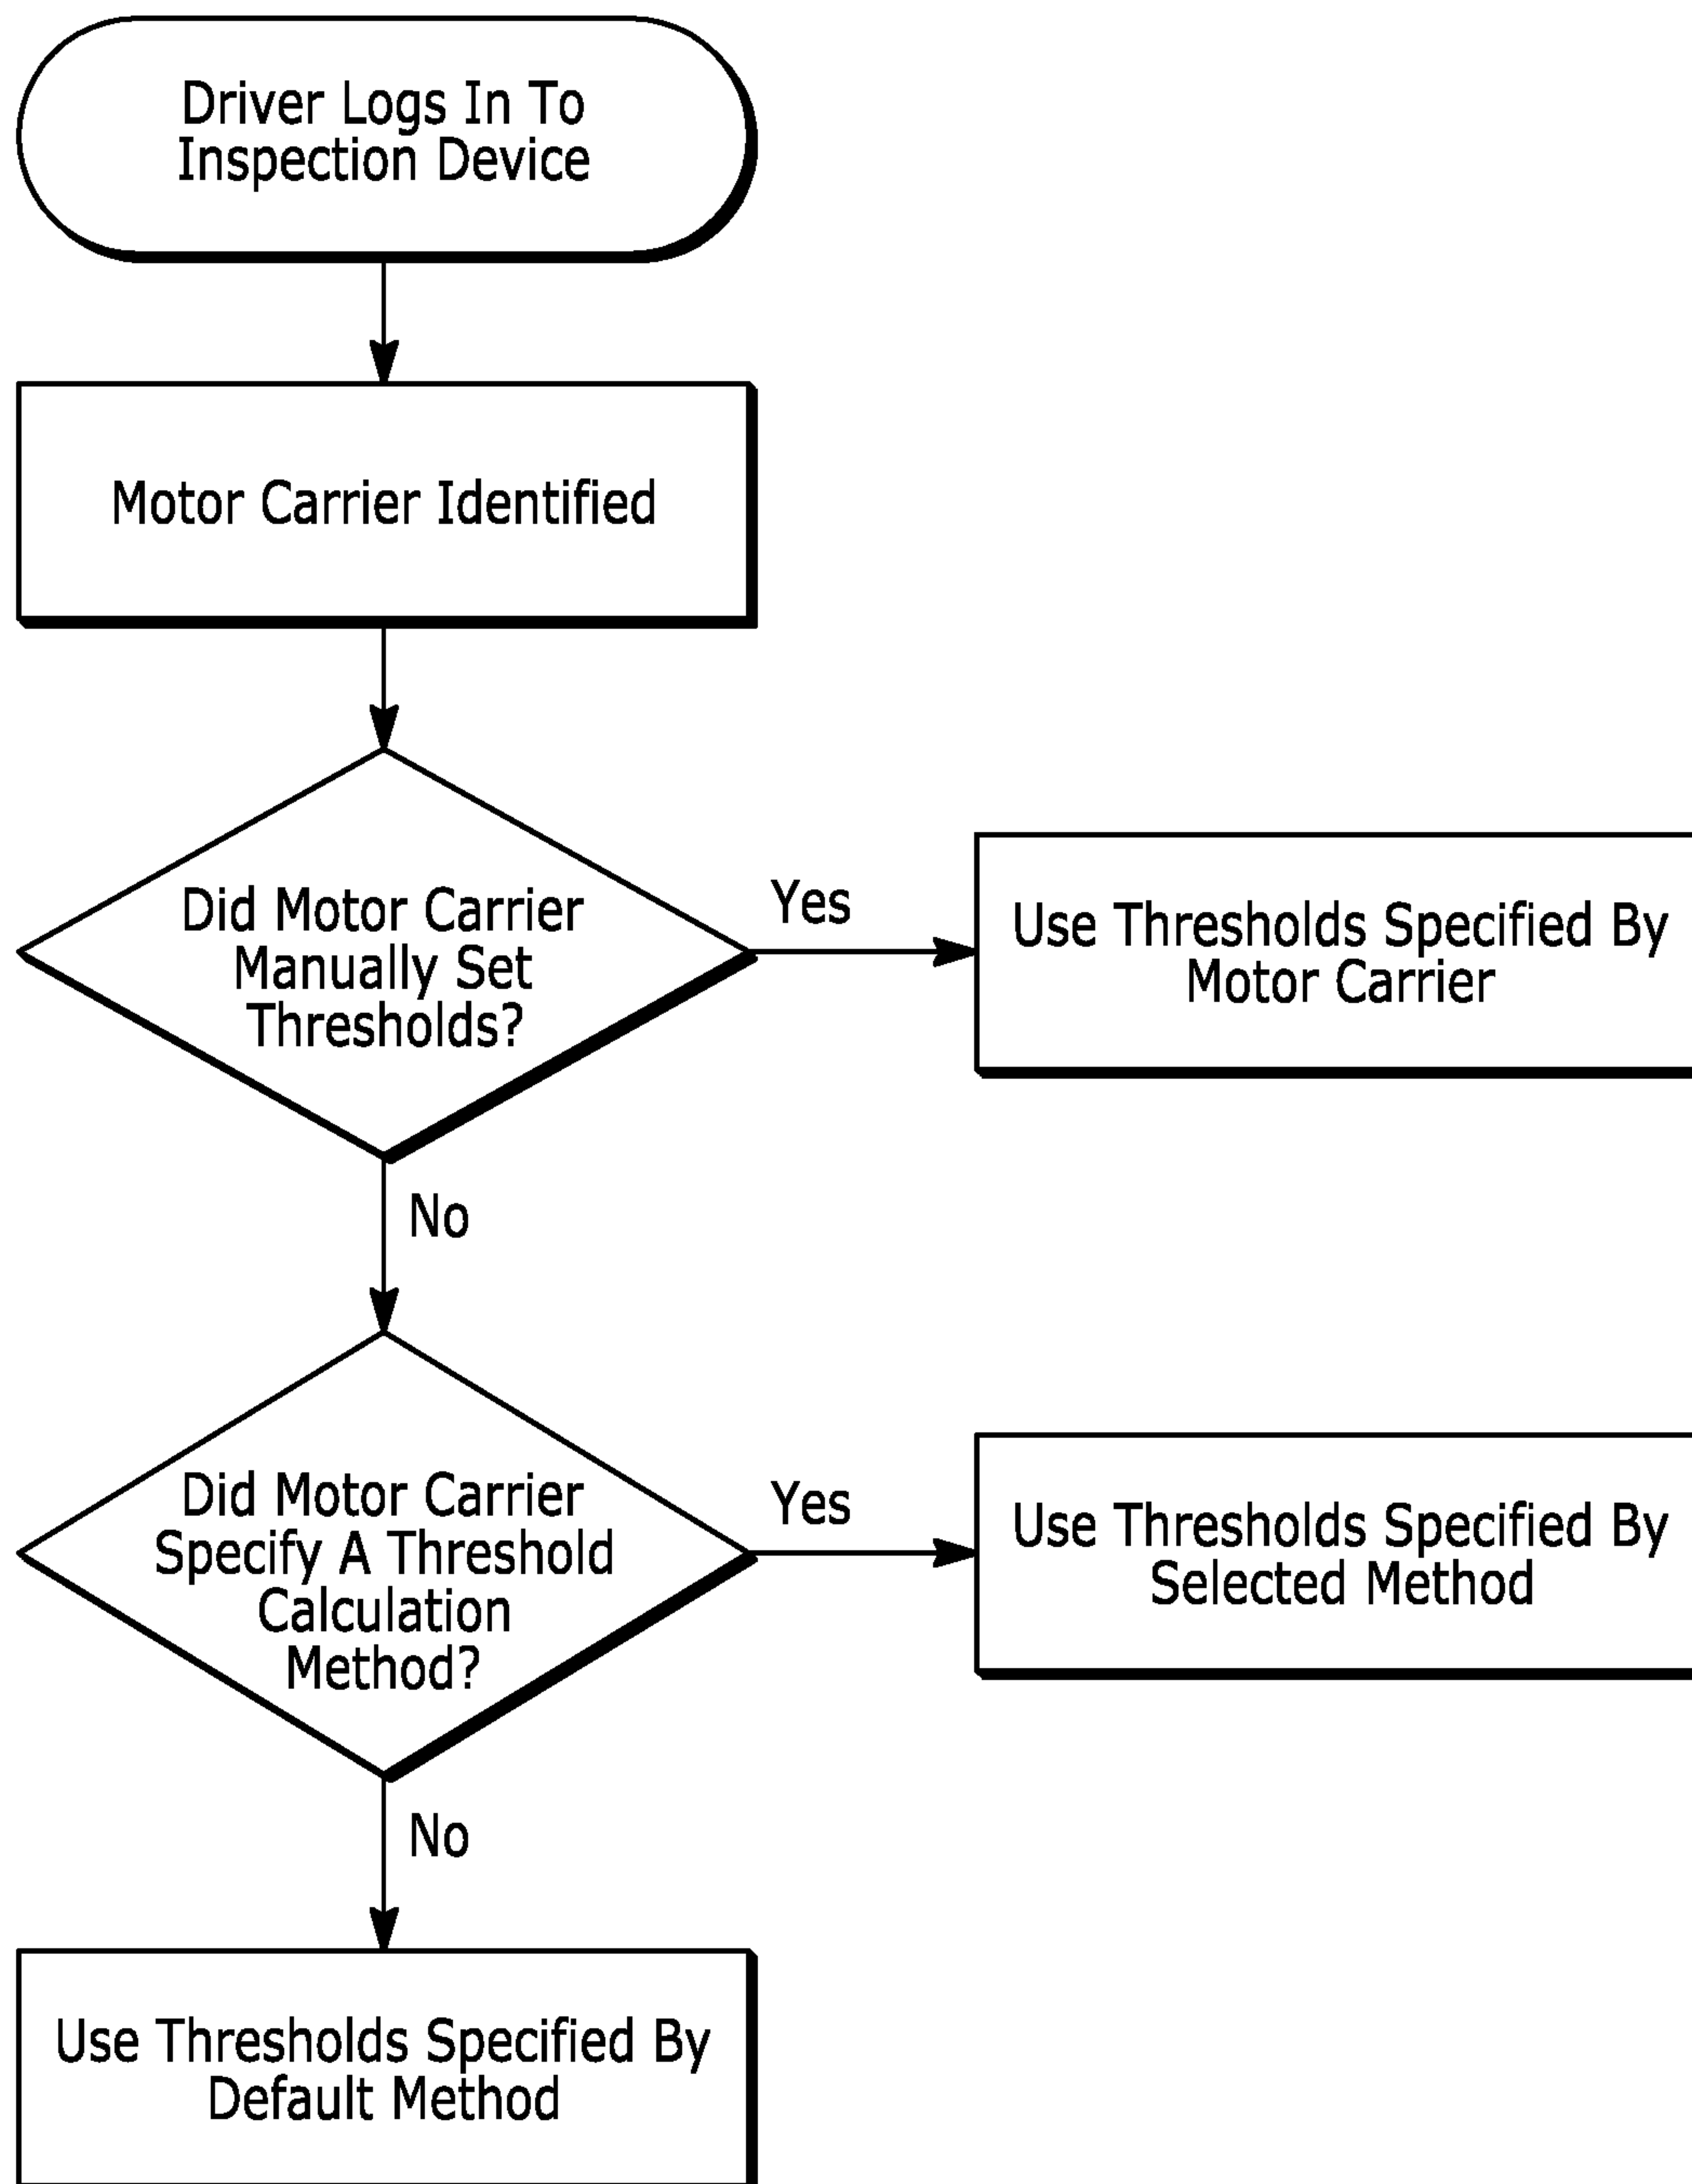 Driver Logs In To
Inspection Device
Motor Carrier Identified
Did Motor Carrier
Manually Set
Thresholds?
Yes
Use Thresholds Specified By
Motor Carrier
No
Did Motor Carrier
Specify A Threshold
Calculation
Method?
Yes
Use Thresholds Specified By
Selected Method
No
Use Thresholds Specified By
Default Method